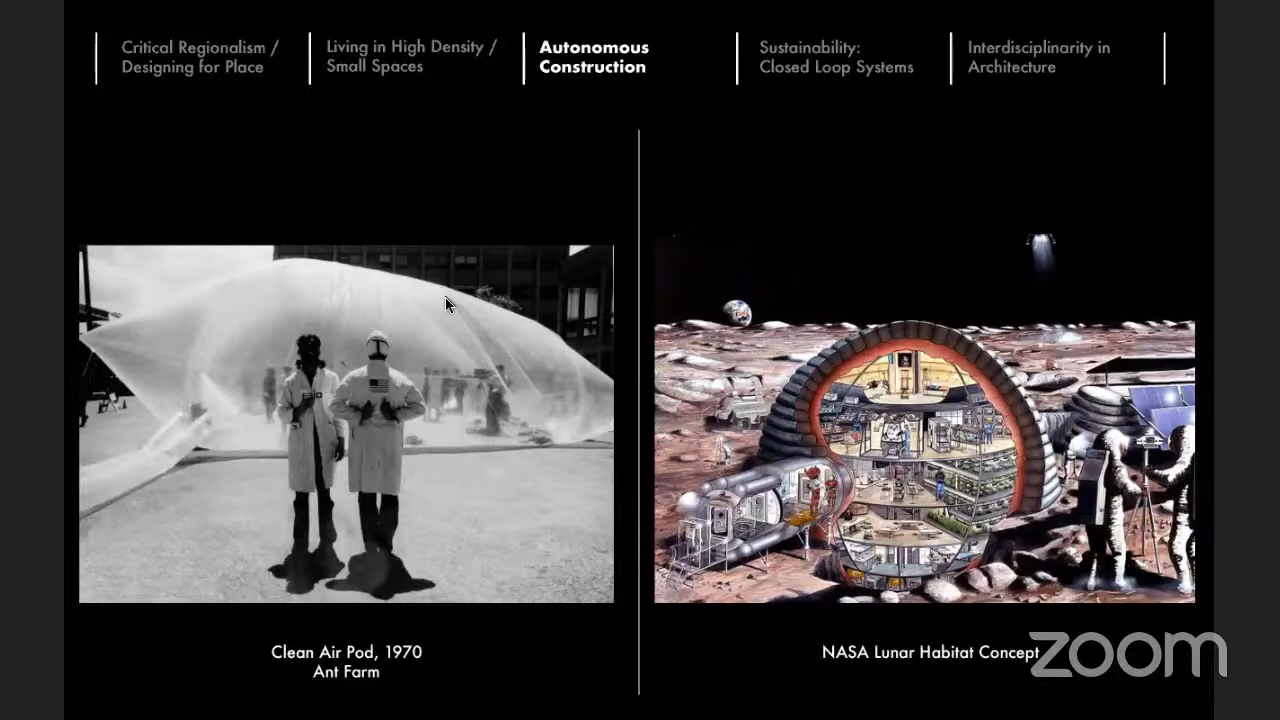 Critical Regionalism /
Designing for Place
Living in High Density /
Small Spaces
Autonomous
Construction
Sustainability:
Closed Loop Systems
Interdisciplinarity in
Architecture
Clean Air Pod, 1970
Ant Farm
NASA Lunar Habitat Concept
zoom